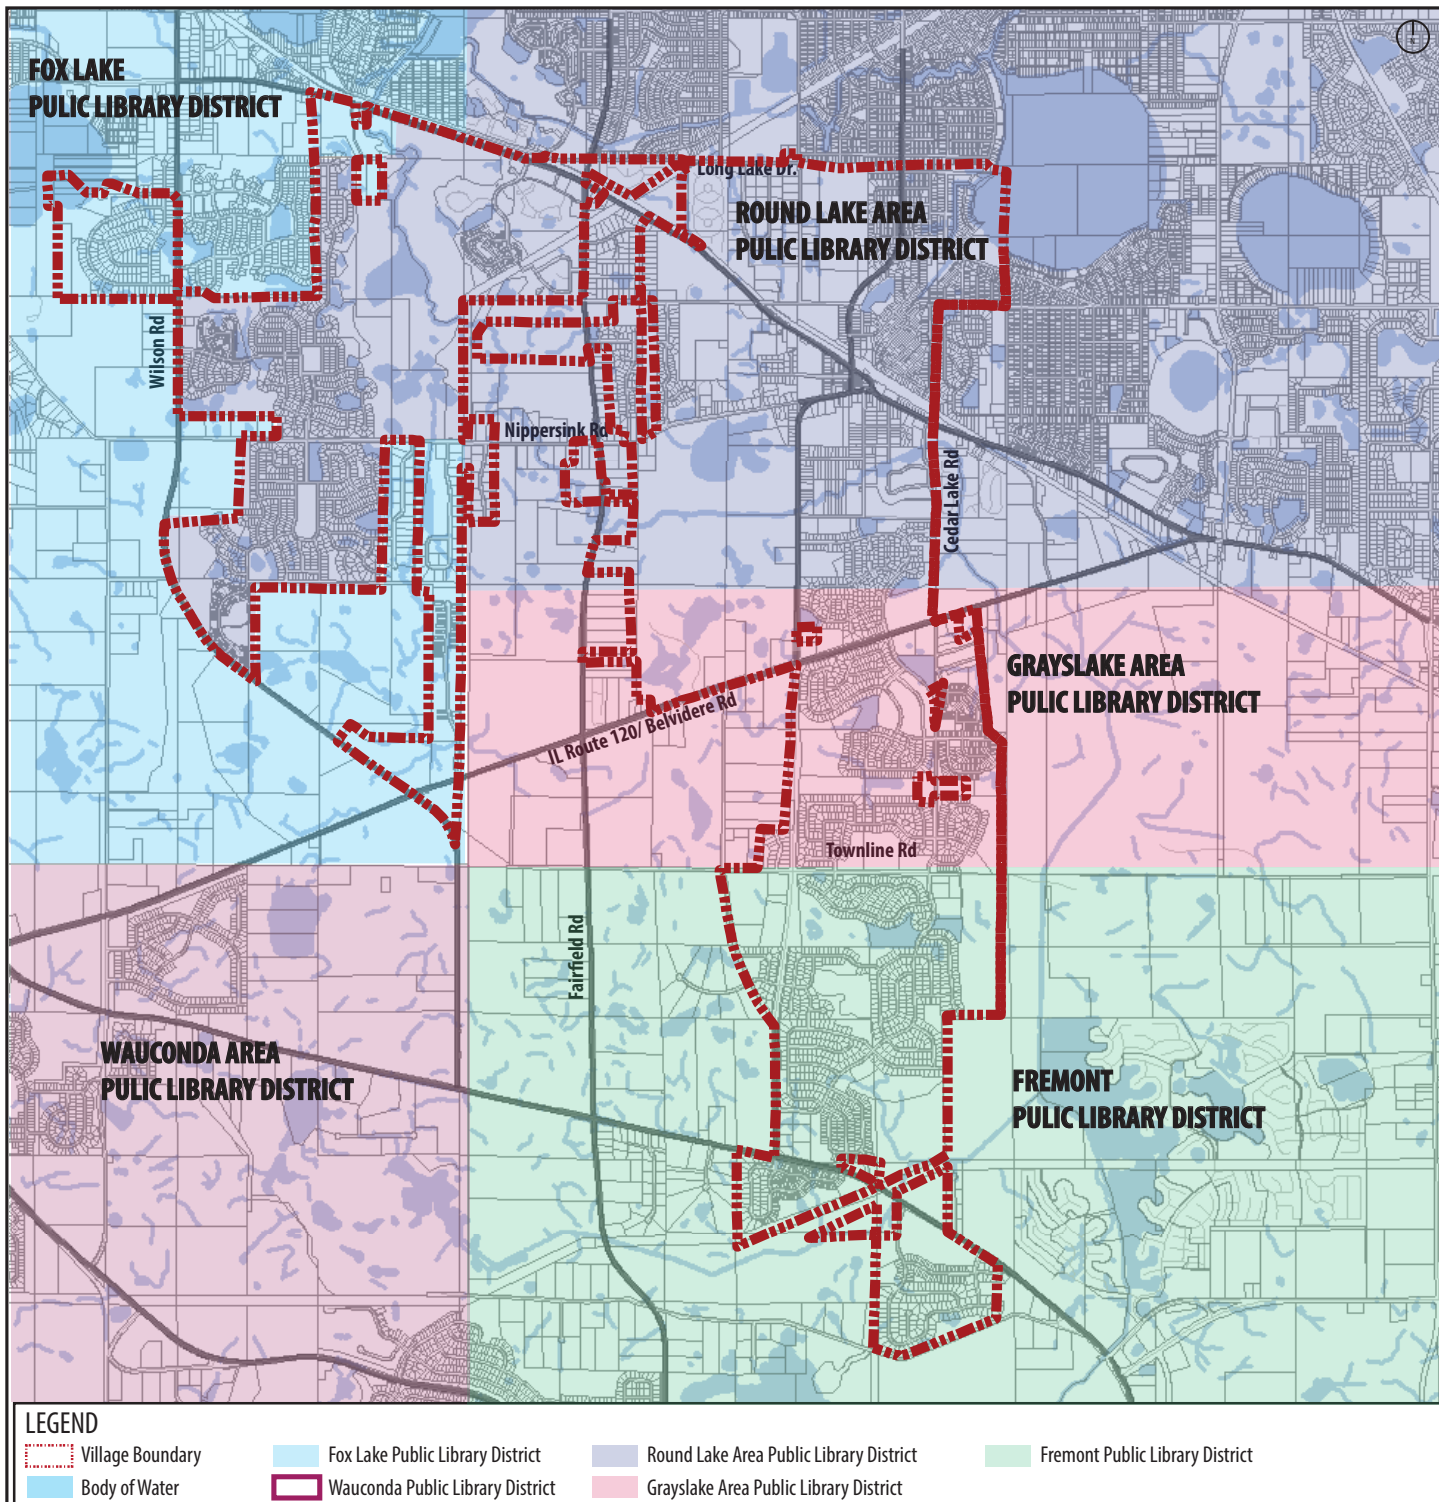 FOX LAKE
PULIC LIBRARY DISTRICT
Long Lake Dr.
ROUND LAKE AREA
PULIC LIBRARY DISTRICT
Wilson Rd
Nippersink Rd
Cedar Lake Rd
GRAYSLAKE AREA
PULIC LIBRARY DISTRICT
IL Route 120/ Belvidere Rd
Townline Rd
Fairfield Rd
WAUCONDA AREA
PULIC LIBRARY DISTRICT
FREMONT
PULIC LIBRARY DISTRICT
LEGEND
Village Boundary
Fox Lake Public Library District
Round Lake Area Public Library District
Fremont Public Library District
Body of Water
Wauconda Public Library District
Grayslake Area Public Library District